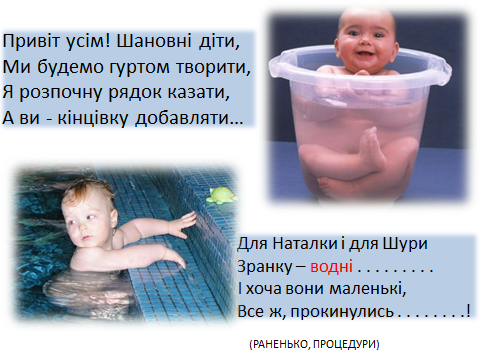 Привіт усім! Шановні діти,
Ми будемо гуртом творити,
Я розпочну рядок казати,
А ви - кінцівку добавляти…
Для Наталки і для Шури
Зранку – водні . . . . . . . . .
І хоча вони маленькі,
Все ж, прокинулись . . . . . . . .!
(РАНЕНЬКО, ПРОЦЕДУРИ)